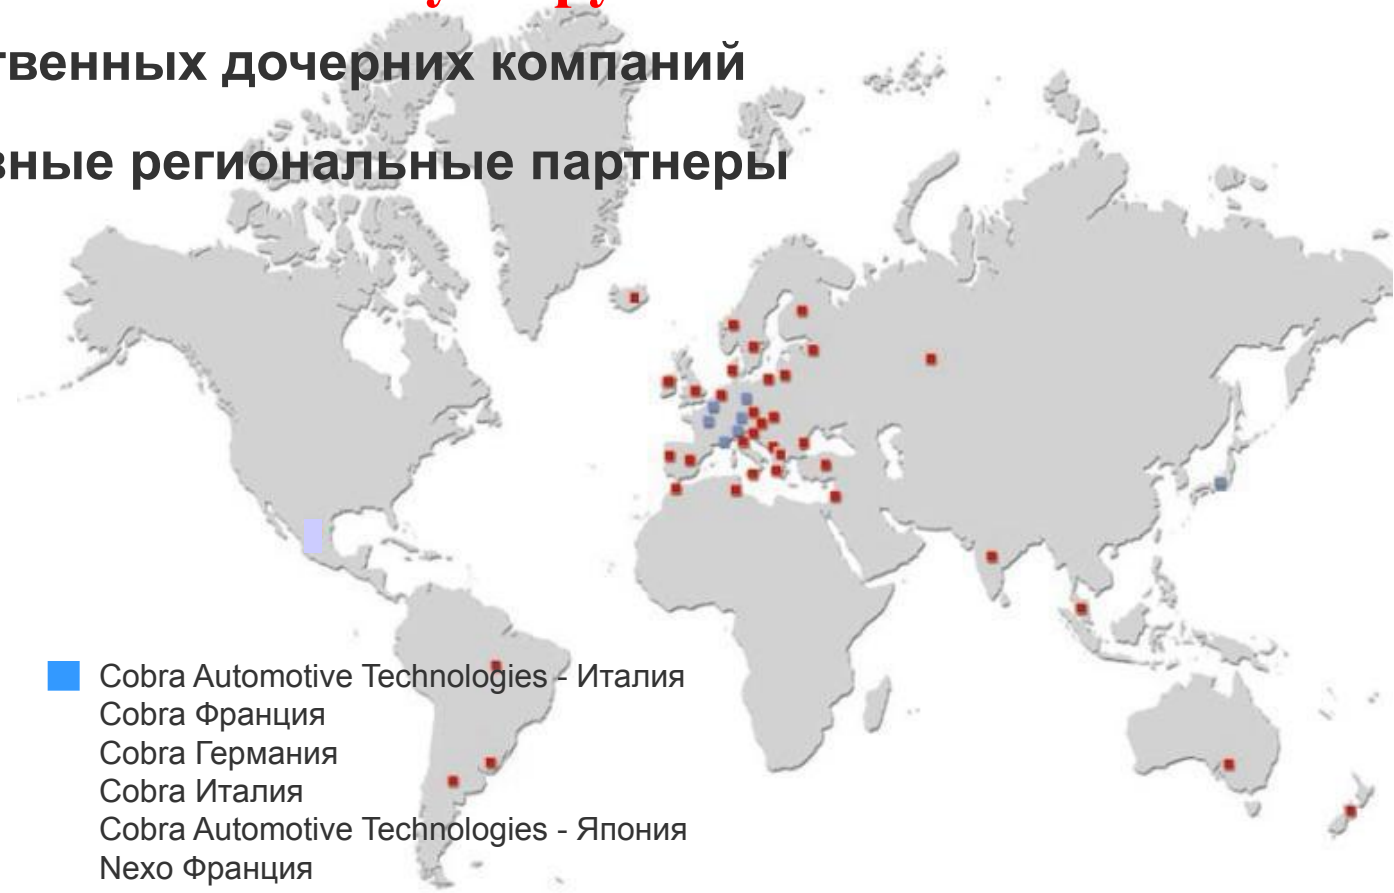 твенных дочерних компаний
вные региональные партнеры
Cobra Automotive Technologies - Италия
Cobra Франция
Cobra Германия
Cobra Италия
Cobra Automotive Technologies - Япония
Nexo Франция